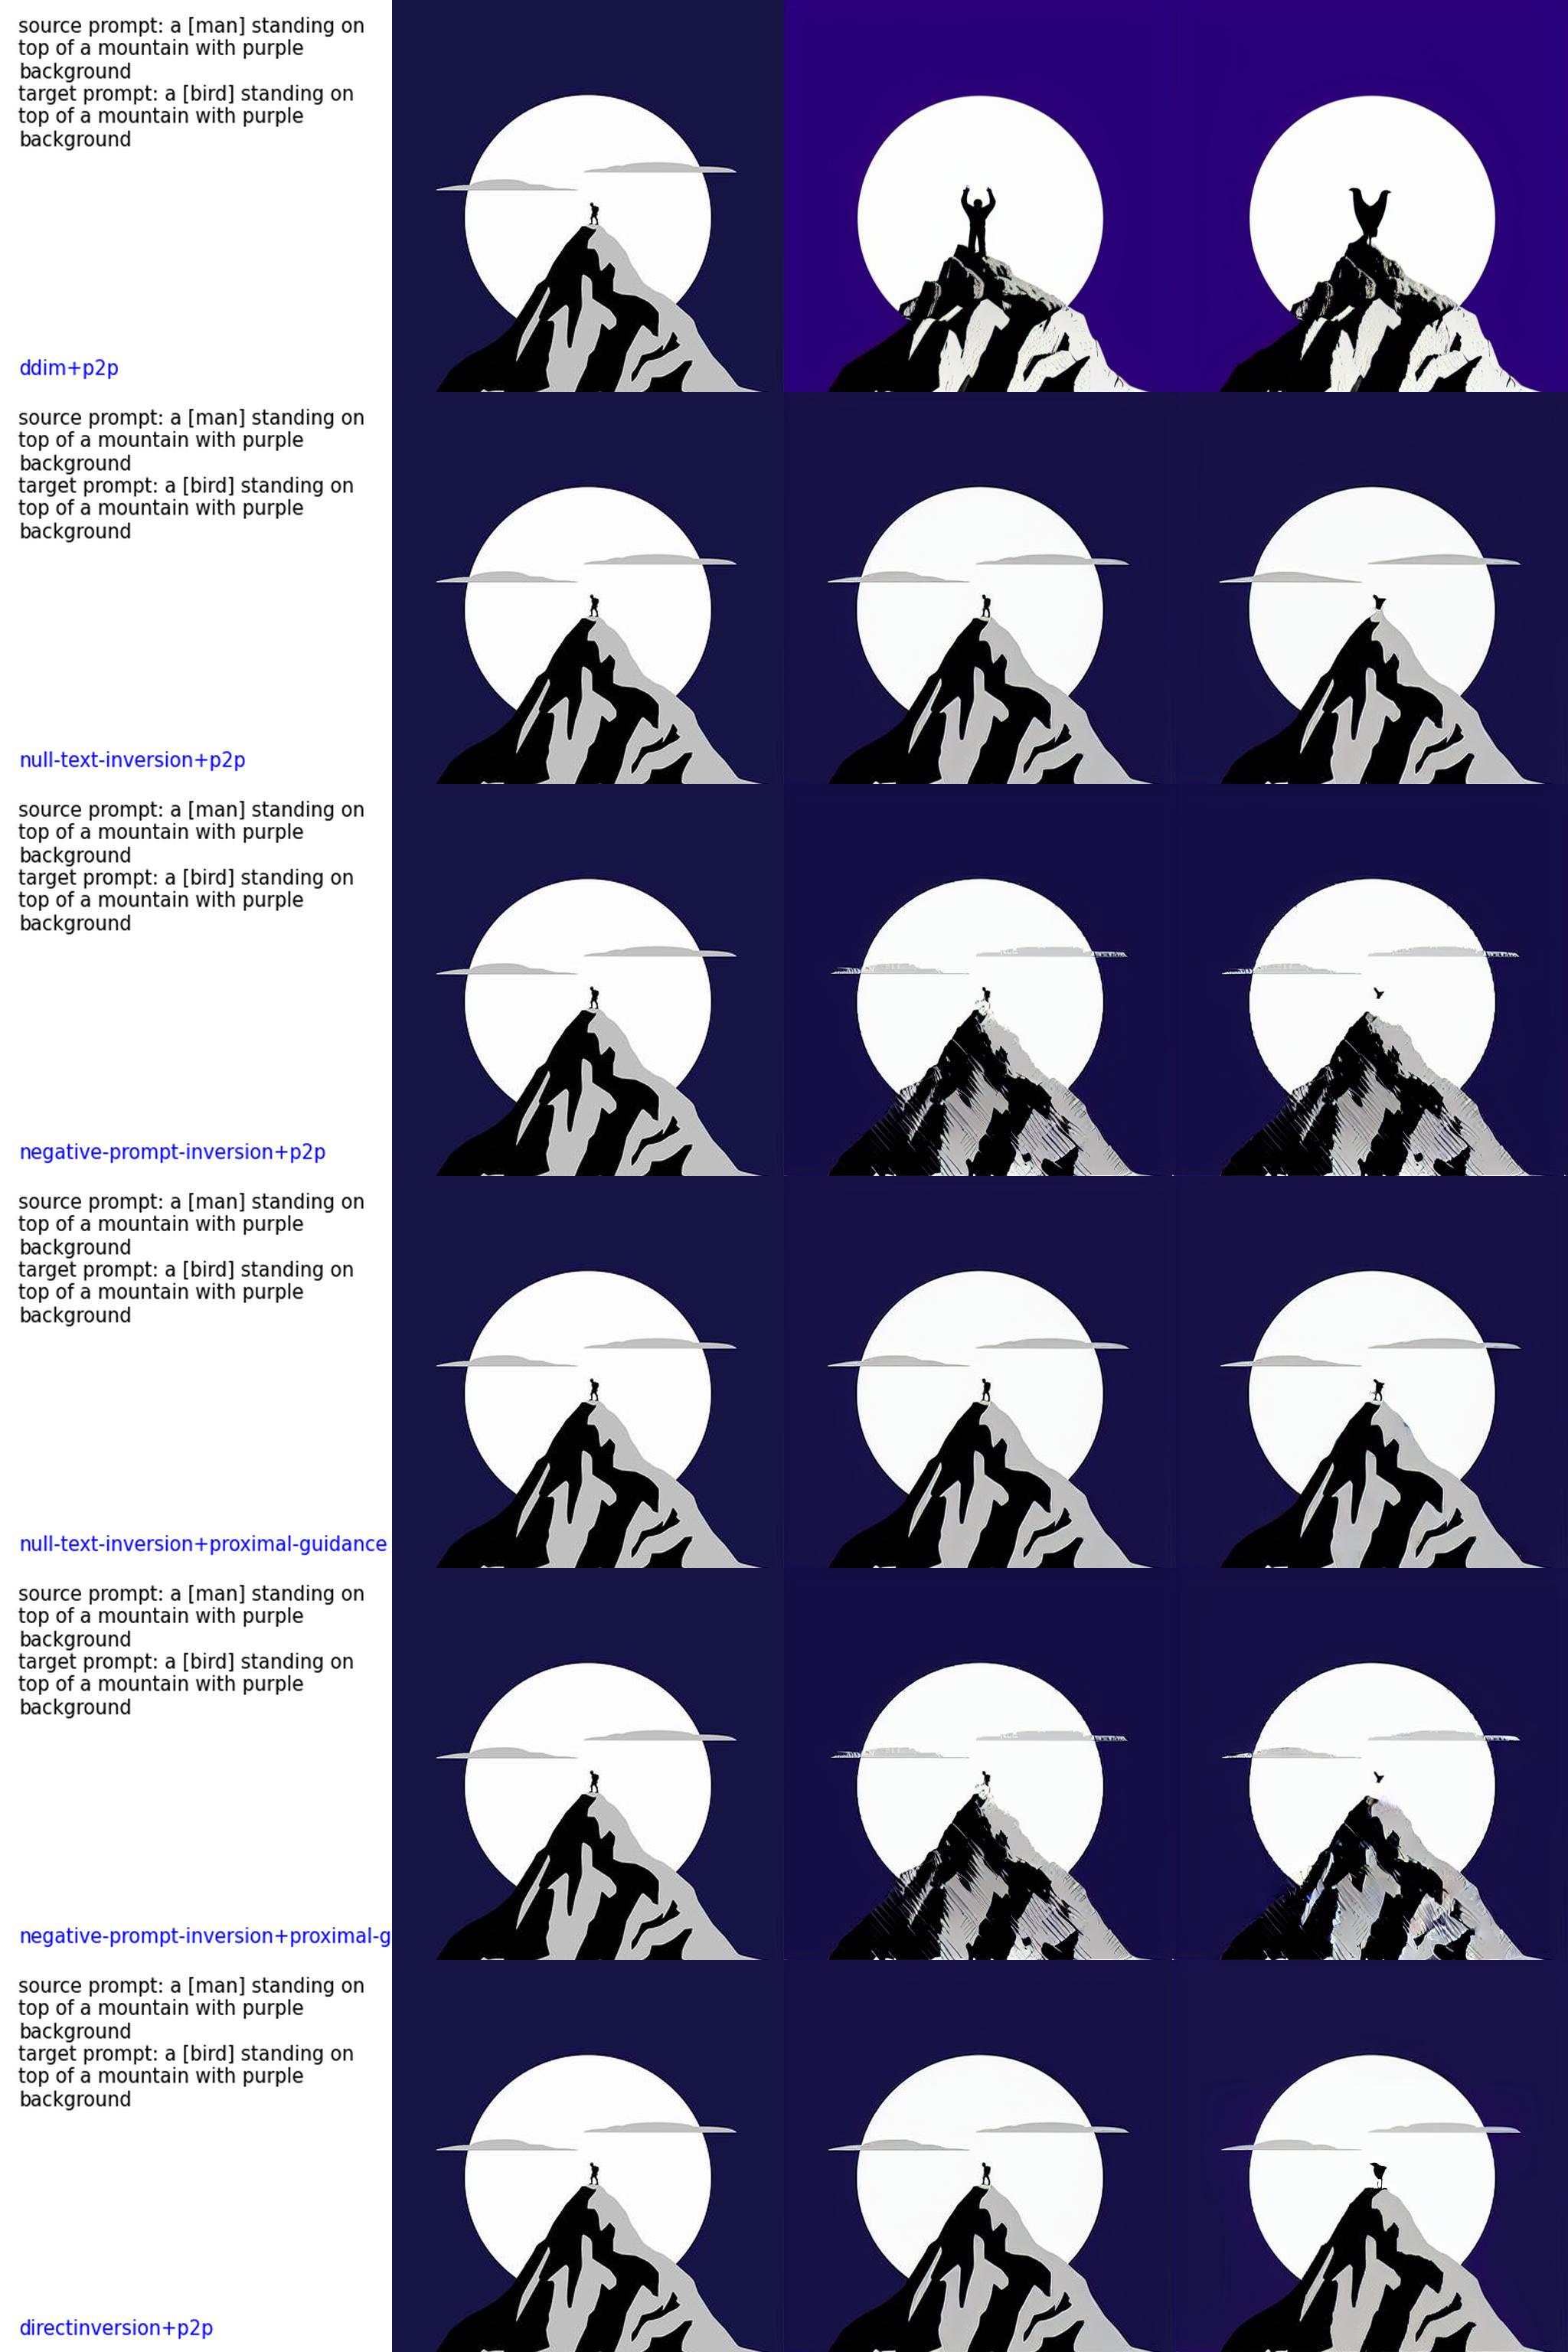 source prompt: a [man] standing on
top of a mountain with purple
background
target prompt: a [bird] standing on
top of a mountain with purple
background
ddim+p2p
source prompt: a [man] standing on
top of a mountain with purple
background
target prompt: a [bird] standing on
top of a mountain with purple
background
null-text-inversion+p2p
source prompt: a [man] standing on
top of a mountain with purple
background
target prompt: a [bird] standing on
top of a mountain with purple
background
negative-prompt-inversion+p2p
source prompt: a [man] standing on
top of a mountain with purple
background
target prompt: a [bird] standing on
top of a mountain with purple
background
null-text-inversion+proximal-guidance
source prompt: a [man] standing on
top of a mountain with purple
background
target prompt: a [bird] standing on
top of a mountain with purple
background
negative-prompt-inversion+proximal-g
source prompt: a [man] standing on
top of a mountain with purple
background
target prompt: a [bird] standing on
top of a mountain with purple
background
directinversion+p2p